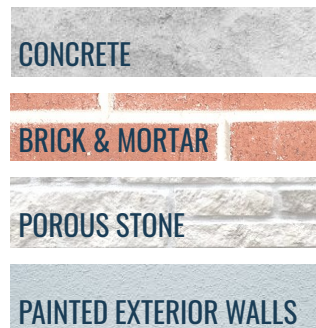 CONCRETE
BRICK & MORTAR
POROUS STONE
PAINTED EXTERIOR WALLS